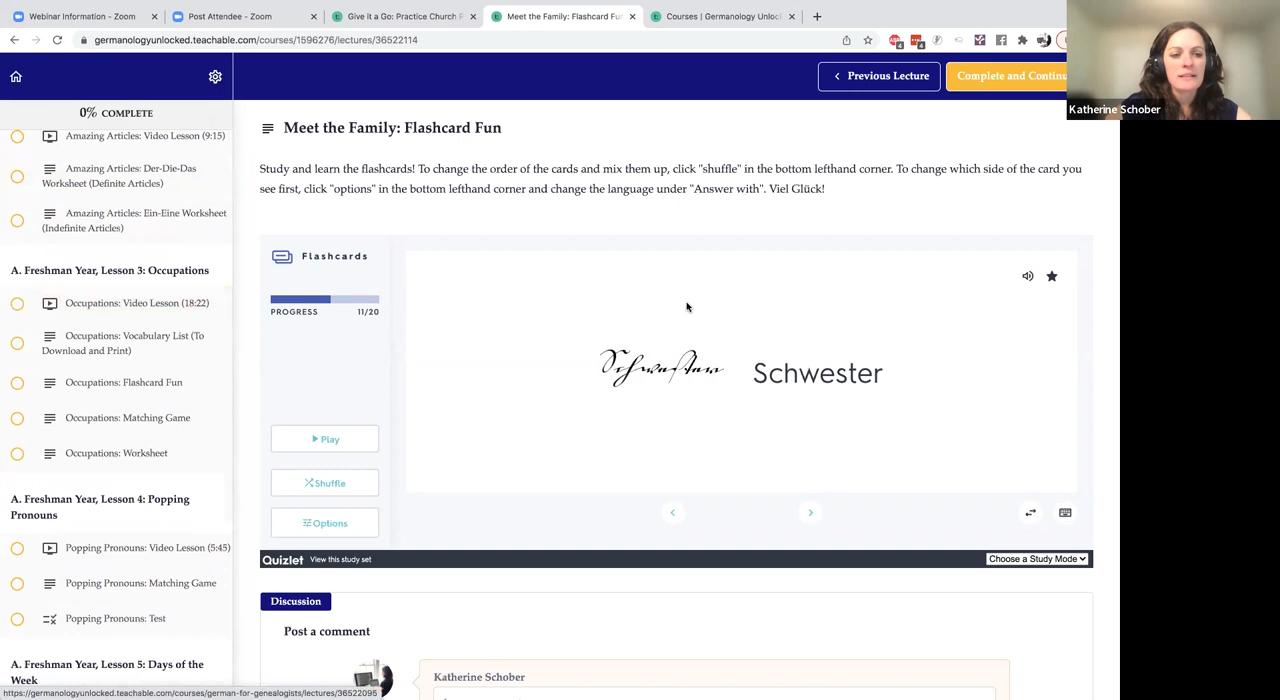 Webinar Information - Zoom
Post Attendee - Zoom
Give it a Go: Practice Church R
Meet the Family: Flashcard Fun
Courses | Germanology Unlock
germanologyunlocked.teachable.com/courses/1596276/lectures/36522114
Katherine Schober
Previous Lecture
Complete and Continu
0% COMPLETE
Amazing Articles: Video Lesson (9:15)
Amazing Articles: Der-Die-Das
Worksheet (Definite Articles)
Amazing Articles: Ein-Eine Worksheet
(Indefinite Articles)
A. Freshman Year, Lesson 3: Occupations
Occupations: Video Lesson (18:22)
Occupations: Vocabulary List (To
Download and Print)
Occupations: Flashcard Fun
Occupations: Matching Game
Occupations: Worksheet
A. Freshman Year, Lesson 4: Popping
Pronouns
Popping Pronouns: Video Lesson (5:45)
Popping Pronouns: Matching Game
Popping Pronouns: Test
A. Freshman Year, Lesson 5: Days of the
Week
https://germanologyunlocked.teachable.com/courses/german-for-genealogists/lectures/36522095
Meet the Family: Flashcard Fun
Study and learn the flashcards! To change the order of the cards and mix them up, click "shuffle" in the bottom lefthand corner. To change which side of the card you
see first, click "options" in the bottom lefthand corner and change the language under "Answer with". Viel Glück!
Flashcards
PROGRESS 11/20
Schwester Schwester
Play
Shuffle
Options
Quizlet View this study set
Choose a Study Mode
Discussion
Post a comment
Katherine Schober